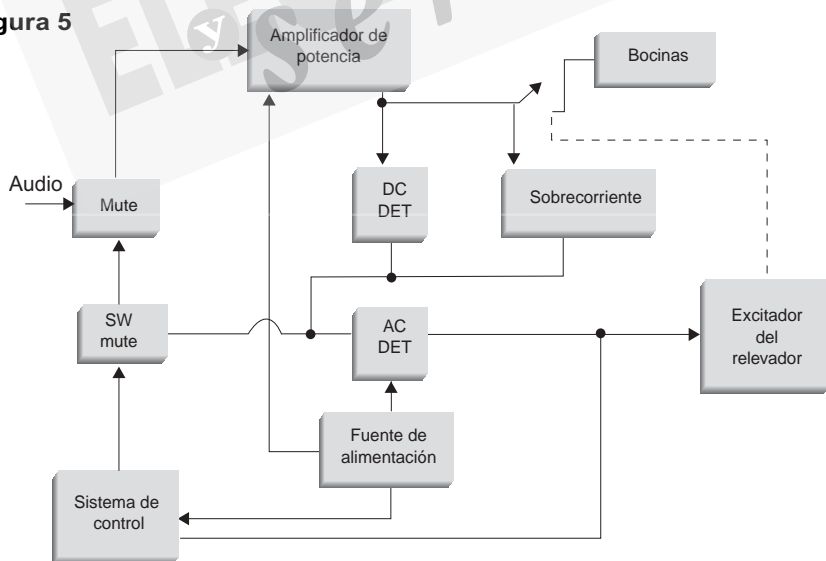 gura 5
y
Amplificador de
potencia
Bocinas
Audio
Mute
DC
DET
Sobrecorriente
SW
mute
AC
DET
Excitador
del
relevador
Fuente de
alimentación
Sistema de
control